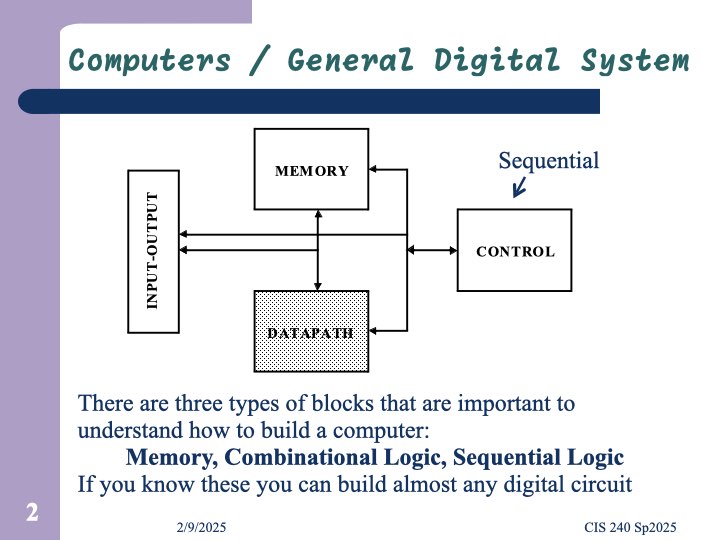 Computers / General Digital System
MEMORY
Sequential
INPUT-OUTPUT
CONTROL
DATAPATH
There are three types of blocks that are important to
understand how to build a computer:
Memory, Combinational Logic, Sequential Logic
If you know these you can build almost any digital circuit
2
2/9/2025
CIS 240 Sp2025